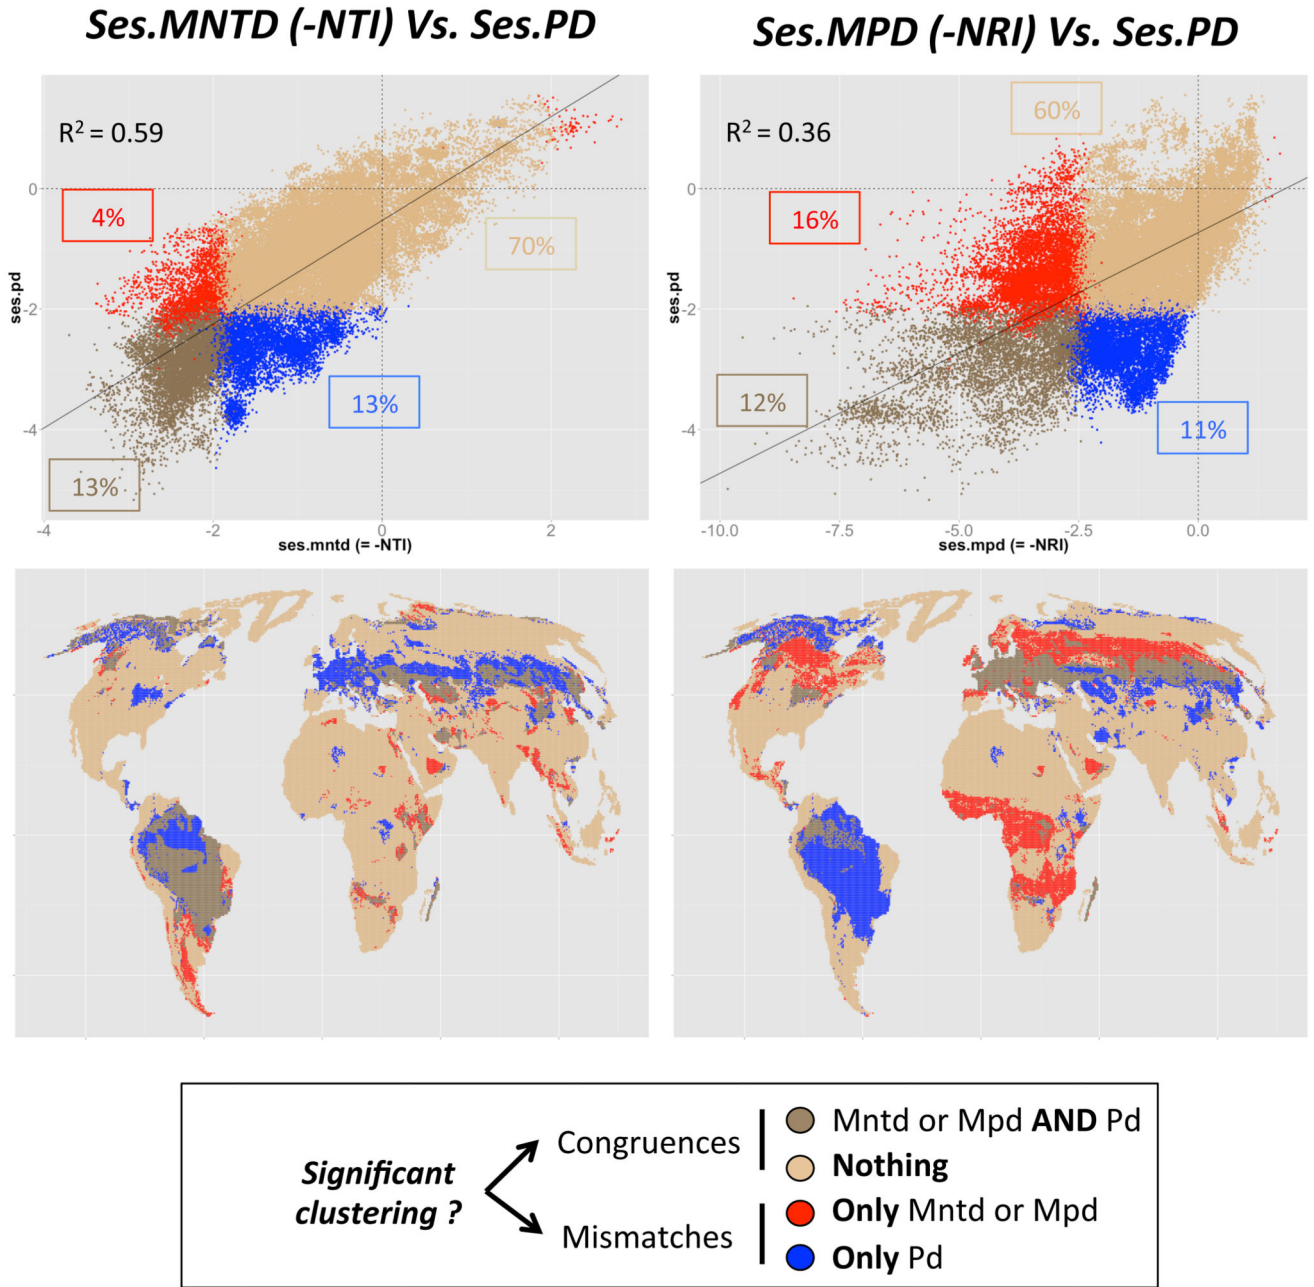 Ses.MNTD (-NTI) Vs. Ses.PD
Ses.MPD (-NRI) Vs. Ses.PD
R² = 0.59
4%
70%
13%
13%
ses.pd
0
-2
-4
-4
-2
0
2
ses.mntd (= -NTI)
60%
R² = 0.36
16%
12%
11%
ses.pd
0
-2
-4
-10.0
-7.5
-5.0
-2.5
0.0
ses.mpd (= -NRI)
Significant
clustering ?
Congruences
Mismatches
Mntd or Mpd AND Pd
Nothing
Only Mntd or Mpd
Only Pd